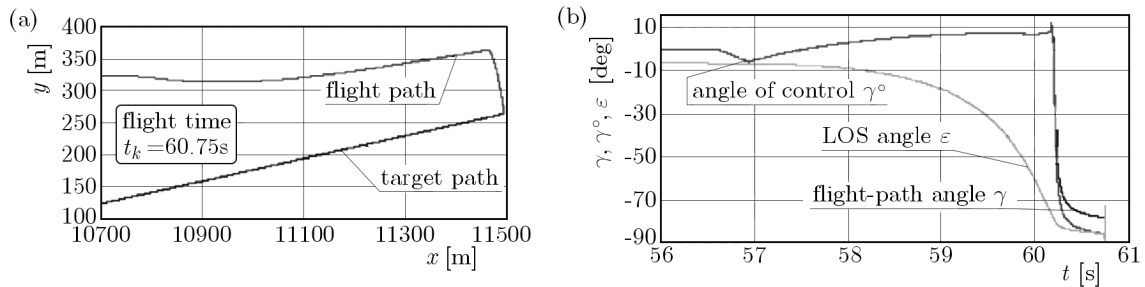 (a)
400
350
300
250
200
150
100
y [m]
flight path
flight time
t_k=60.75s
target path
10700 10900 11100 11300 11500
x [m]
(b)
10
-10
-30
-50
-70
-90
γ, γ°, ε [deg]
angle of control γ°
LOS angle ε
flight-path angle γ
56 57 58 59 60 61
t [s]